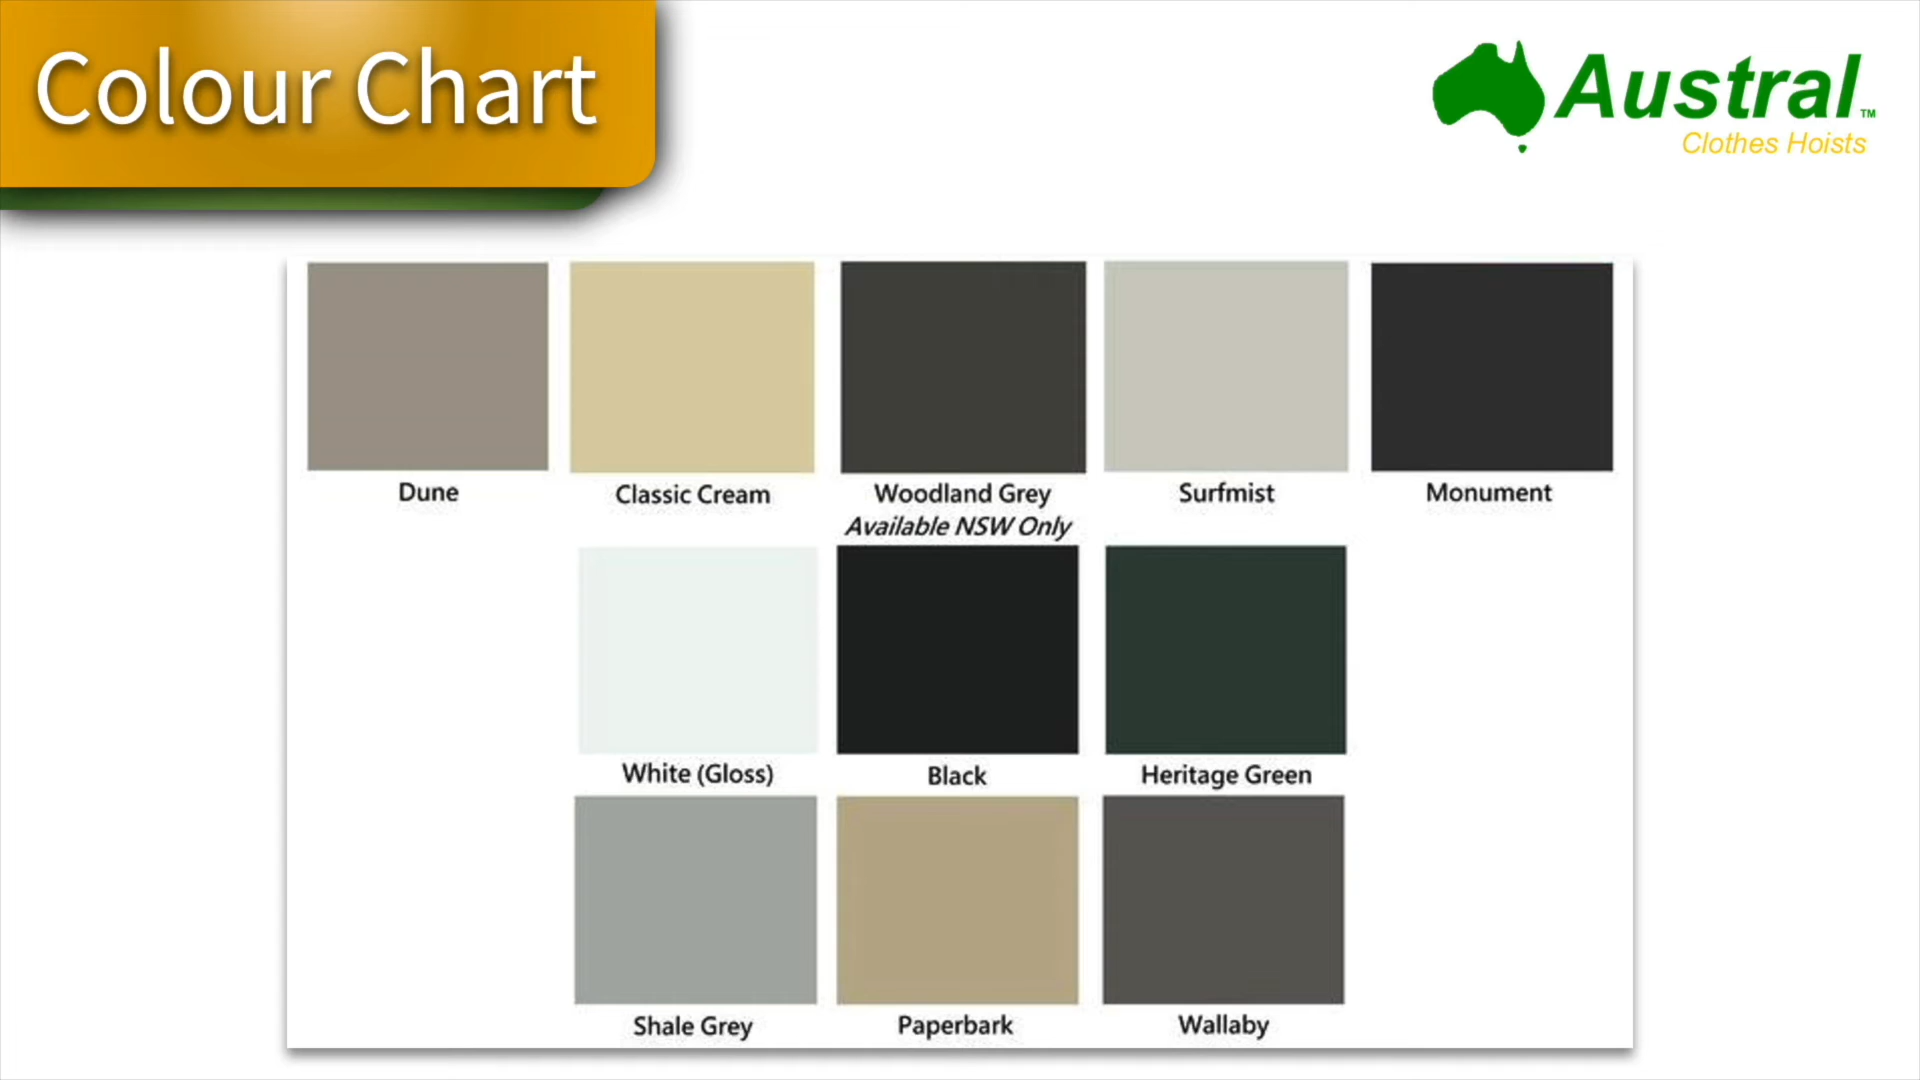 Colour Chart
Austral™
Clothes Hoists
Dune
Classic Cream
Woodland Grey
Available NSW Only
Surfmist
Monument
White (Gloss)
Black
Heritage Green
Shale Grey
Paperbark
Wallaby